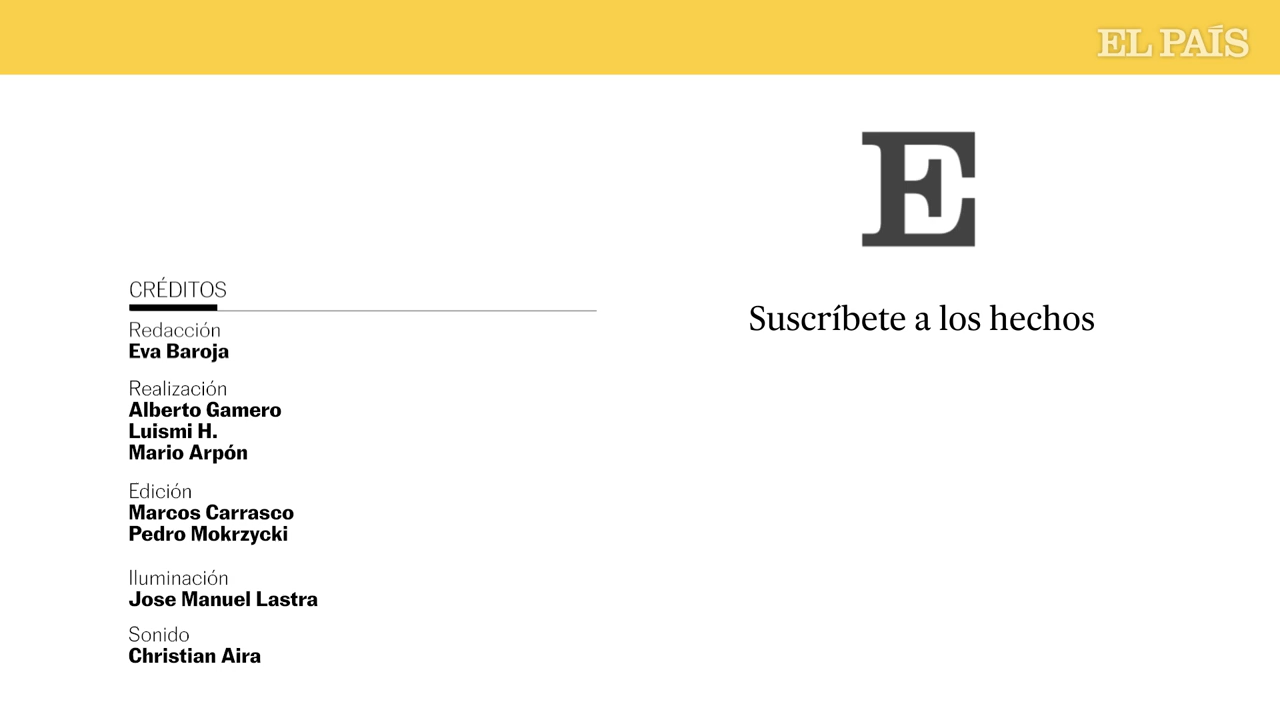 EL PAÍS
E
Suscríbete a los hechos
CRÉDITOS
Redacción
Eva Baroja
Realización
Alberto Gamero
Luismi H.
Mario Arpón
Edición
Marcos Carrasco
Pedro Mokrzycki
Iluminación
Jose Manuel Lastra
Sonido
Christian Aira